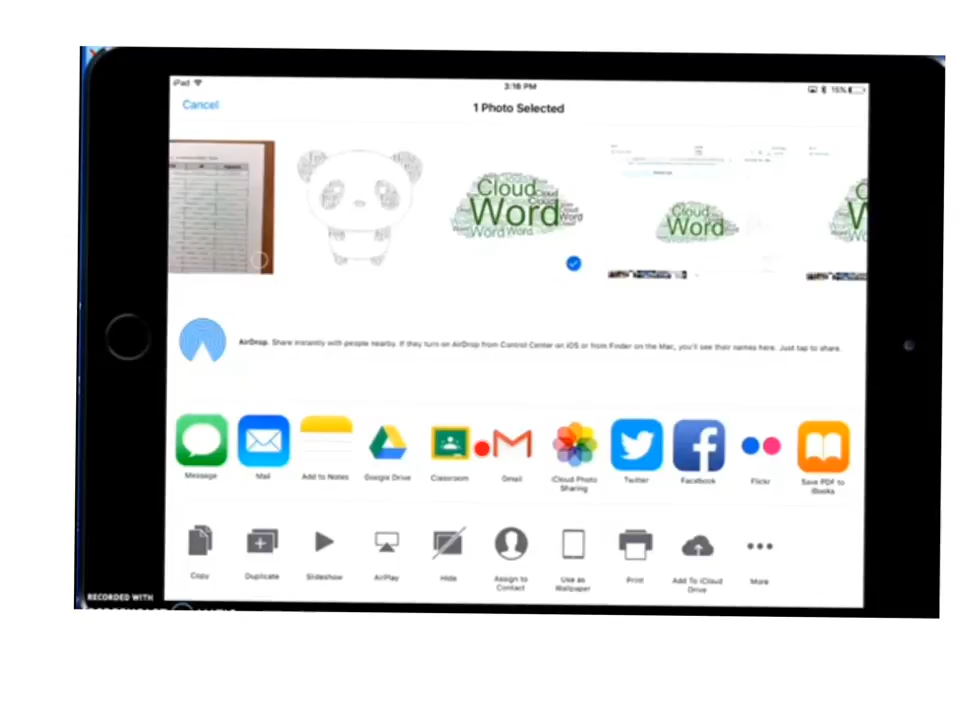 iPad 3:18 PM 15%
Cancel 1 Photo Selected
Cloud
Cloud
Cloud
Word
Word
Word Word
Cloud
Word
AirDrop. Share instantly with people nearby. If they turn on AirDrop from Control Center on iOS or from Finder on the Mac, you'll see their names here. Just tap to share.
Message Mail Add to Notes Google Drive Classroom Gmail iCloud Photo Sharing Twitter Facebook Flickr Save PDF to iBooks
Copy Duplicate Slideshow AirPlay Hide Assign to Contact Use as Wallpaper Print Add To iCloud Drive More
RECORDED WITH